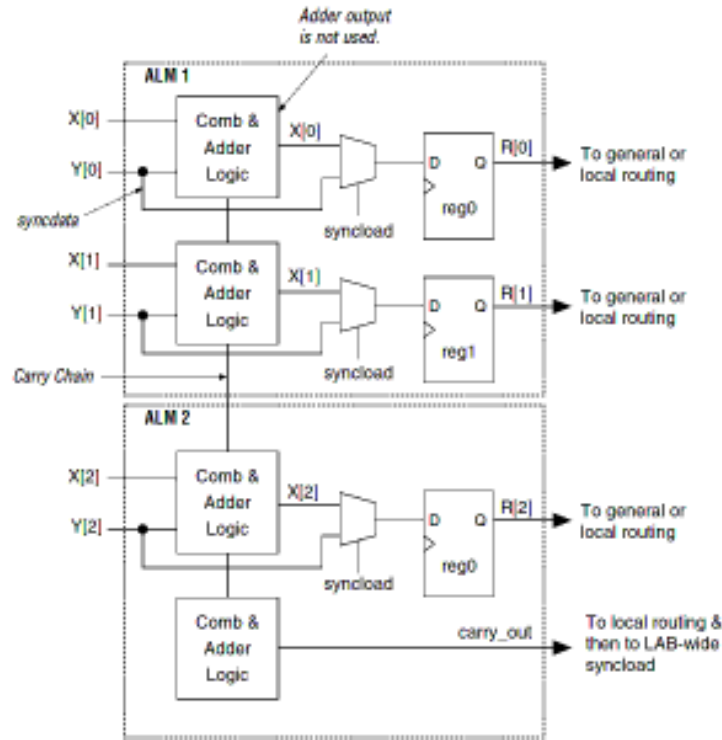 Adder output
is not used.
ALM 1
X[0]
Y[0]
syncdata
Comb &
Adder
Logic
X[0]
syncload
D Q
reg0
R[0]
To general or
local routing
X[1]
Y[1]
Comb &
Adder
Logic
X[1]
syncload
D Q
reg1
R[1]
To general or
local routing
Carry Chain
ALM 2
X[2]
Y[2]
Comb &
Adder
Logic
X[2]
syncload
D Q
reg0
R[2]
To general or
local routing
Comb &
Adder
Logic
carry_out
To local routing &
then to LAB-wide
syncload